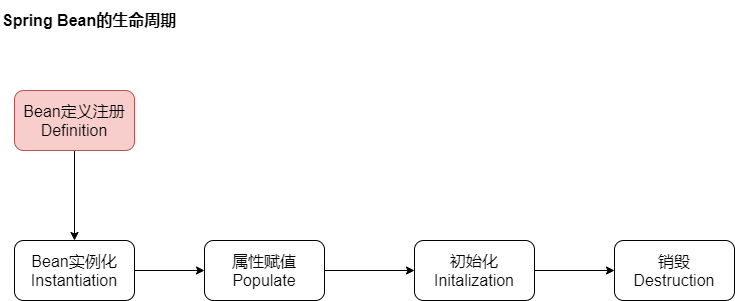 Spring Bean的生命周期
Bean定义注册
Definition
Bean实例化
Instantiation
属性赋值
Populate
初始化
Initalization
销毁
Destruction